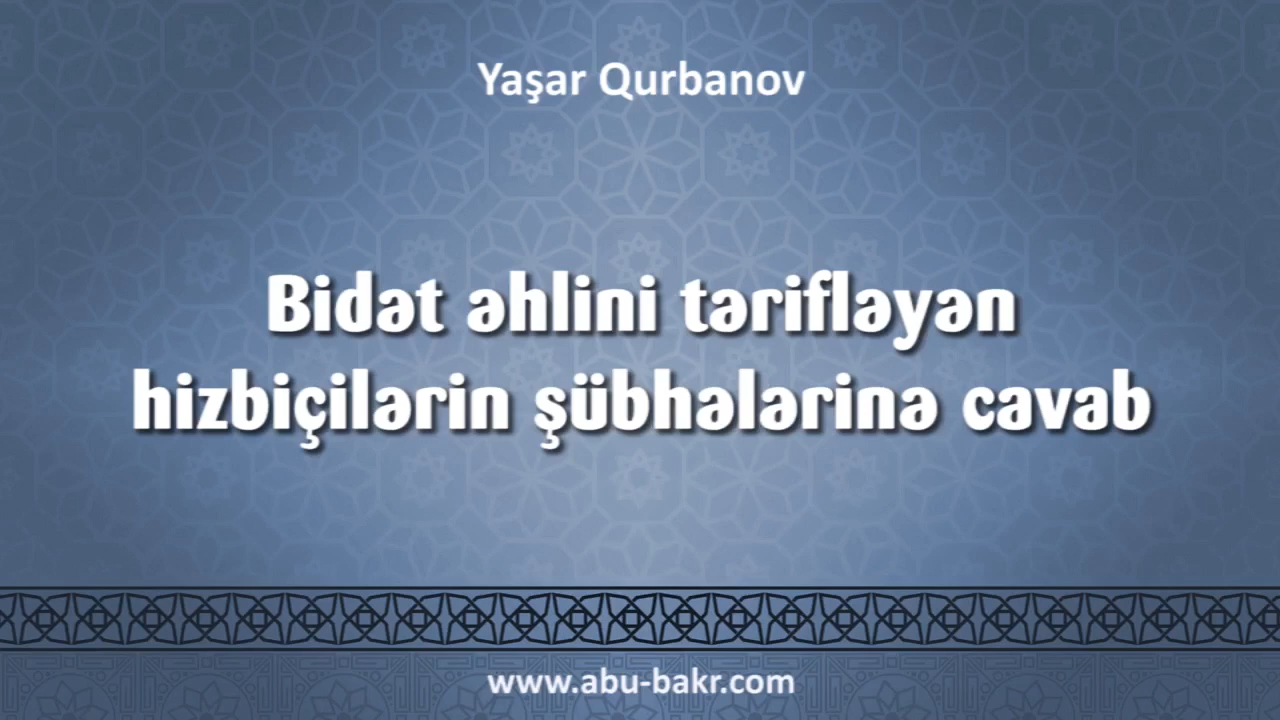 Yaşar Qurbanov
Bidət əhlini tərifləyən
hizbiçilərin şübhələrinə cavab
www.abu-bakr.com